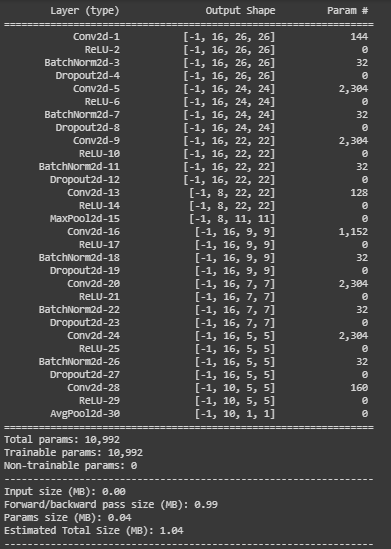 Layer (type)               Output Shape         Param #
================================================================
            Conv2d-1           [-1, 16, 26, 26]             144
              ReLU-2           [-1, 16, 26, 26]               0
       BatchNorm2d-3           [-1, 16, 26, 26]              32
         Dropout2d-4           [-1, 16, 26, 26]               0
            Conv2d-5           [-1, 16, 24, 24]           2,304
              ReLU-6           [-1, 16, 24, 24]               0
       BatchNorm2d-7           [-1, 16, 24, 24]              32
         Dropout2d-8           [-1, 16, 24, 24]               0
            Conv2d-9           [-1, 16, 22, 22]           2,304
             ReLU-10           [-1, 16, 22, 22]               0
      BatchNorm2d-11           [-1, 16, 22, 22]              32
        Dropout2d-12           [-1, 16, 22, 22]               0
           Conv2d-13            [-1, 8, 22, 22]             128
             ReLU-14            [-1, 8, 22, 22]               0
        MaxPool2d-15            [-1, 8, 11, 11]               0
           Conv2d-16             [-1, 16, 9, 9]           1,152
             ReLU-17             [-1, 16, 9, 9]               0
      BatchNorm2d-18             [-1, 16, 9, 9]              32
        Dropout2d-19             [-1, 16, 9, 9]               0
           Conv2d-20             [-1, 16, 7, 7]           2,304
             ReLU-21             [-1, 16, 7, 7]               0
      BatchNorm2d-22             [-1, 16, 7, 7]              32
        Dropout2d-23             [-1, 16, 7, 7]               0
           Conv2d-24             [-1, 16, 5, 5]           2,304
             ReLU-25             [-1, 16, 5, 5]               0
      BatchNorm2d-26             [-1, 16, 5, 5]              32
        Dropout2d-27             [-1, 16, 5, 5]               0
           Conv2d-28             [-1, 10, 5, 5]             160
             ReLU-29             [-1, 10, 5, 5]               0
        AvgPool2d-30             [-1, 10, 1, 1]               0
================================================================
Total params: 10,992
Trainable params: 10,992
Non-trainable params: 0
----------------------------------------------------------------
Input size (MB): 0.00
Forward/backward pass size (MB): 0.99
Params size (MB): 0.04
Estimated Total Size (MB): 1.04
----------------------------------------------------------------